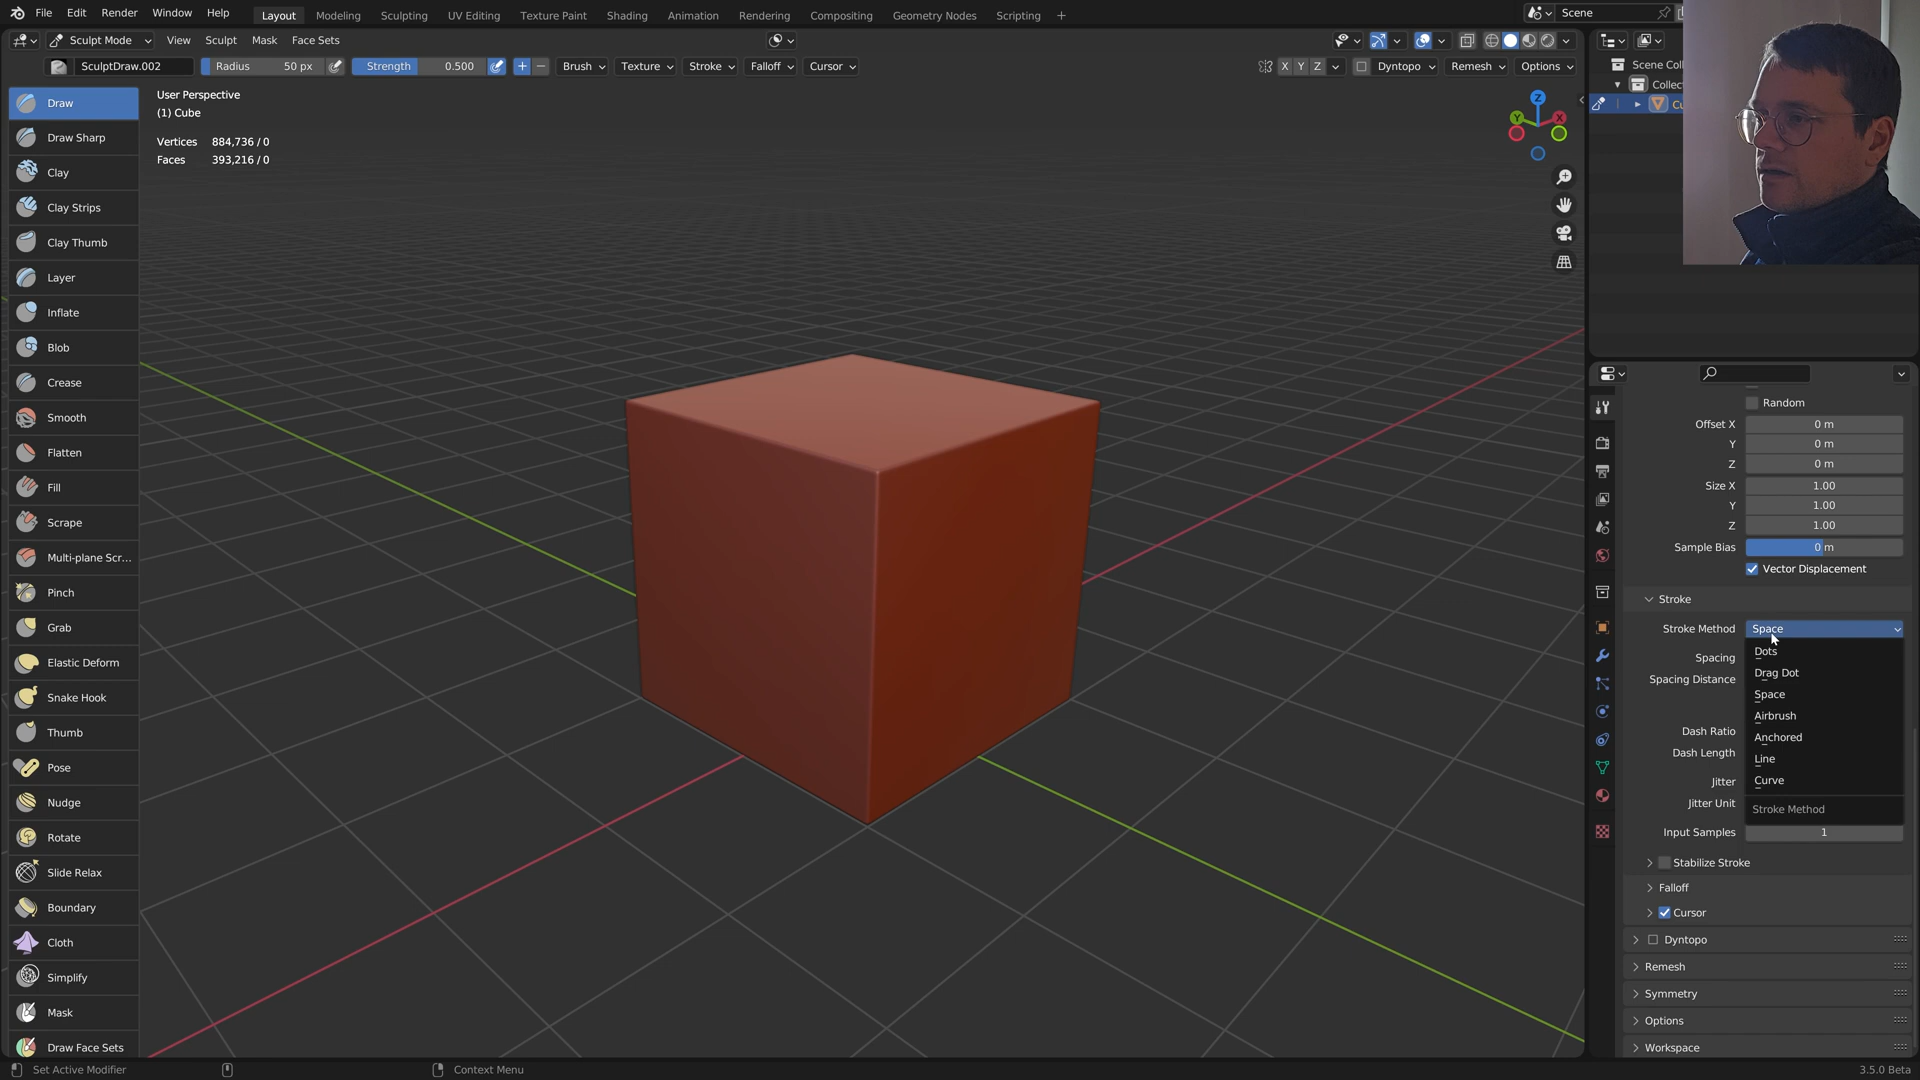 File Edit Render Window Help Layout Modeling Sculpting UV Editing Texture Paint Shading Animation Rendering Compositing Geometry Nodes Scripting + Scene
Sculpt Mode View Sculpt Mask Face Sets
SculptDraw.002 Radius 50 px Strength 0.500 Brush Texture Stroke Falloff Cursor X Y Z Dyntopo Remesh Options
Scene Coll
Collec
Cu
User Perspective
(1) Cube
Vertices 884,736 / 0
Faces 393,216 / 0
Z
Y
X
Draw
Draw Sharp
Clay
Clay Strips
Clay Thumb
Layer
Inflate
Blob
Crease
Smooth
Flatten
Fill
Scrape
Multi-plane Scr...
Pinch
Grab
Elastic Deform
Snake Hook
Thumb
Pose
Nudge
Rotate
Slide Relax
Boundary
Cloth
Simplify
Mask
Draw Face Sets
Random
Offset X 0 m
Y 0 m
Z 0 m
Size X 1.00
Y 1.00
Z 1.00
Sample Bias 0 m
Vector Displacement
Stroke
Stroke Method Space
Dots
Spacing
Drag Dot
Spacing Distance
Space
Airbrush
Dash Ratio
Anchored
Dash Length
Line
Jitter
Curve
Jitter Unit
Stroke Method
Input Samples 1
Stabilize Stroke
Falloff
Cursor
Dyntopo
Remesh
Symmetry
Options
Workspace
Set Active Modifier Context Menu 3.5.0 Beta